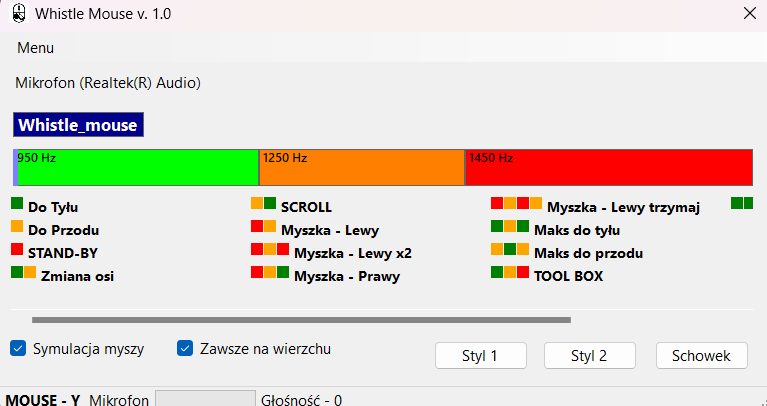 Whistle Mouse v. 1.0
Menu
Mikrofon (Realtek(R) Audio)
Whistle_mouse
950 Hz 1250 Hz 1450 Hz
Do Tyłu SCROLL Myszka - Lewy trzymaj
Do Przodu Myszka - Lewy Maks do tyłu
STAND-BY Myszka - Lewy x2 Maks do przodu
Zmiana osi Myszka - Prawy TOOL BOX
Symulacja myszy Zawsze na wierzchu Styl 1 Styl 2 Schowek
MOUSE - Y Mikrofon Głośność - 0